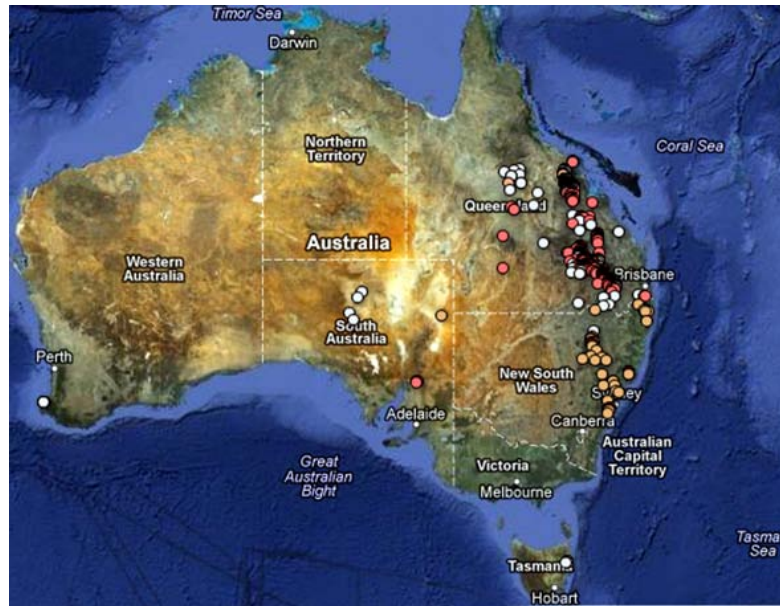 Timor Sea
Darwin
Coral Sea
Northern
Territory
Queensland
Australia
Western
Australia
Brisbane
South
Australia
Perth
New South
Wales
Sydney
Adelaide
Canberra
Australian
Capital
Territory
Great
Australian
Bight
Victoria
Melbourne
Tasma
Sea
Tasmania
Hobart